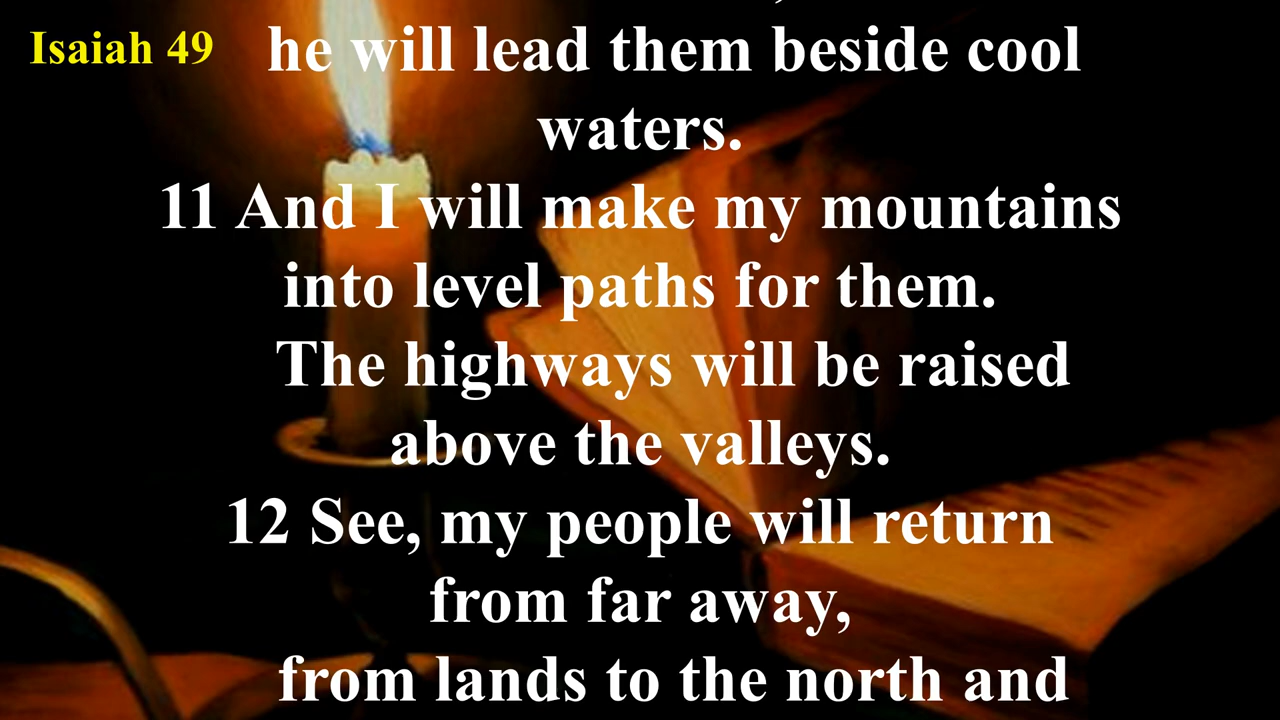 Isaiah 49
he will lead them beside cool
waters.
11 And I will make my mountains
into level paths for them.
The highways will be raised
above the valleys.
12 See, my people will return
from far away,
from lands to the north and